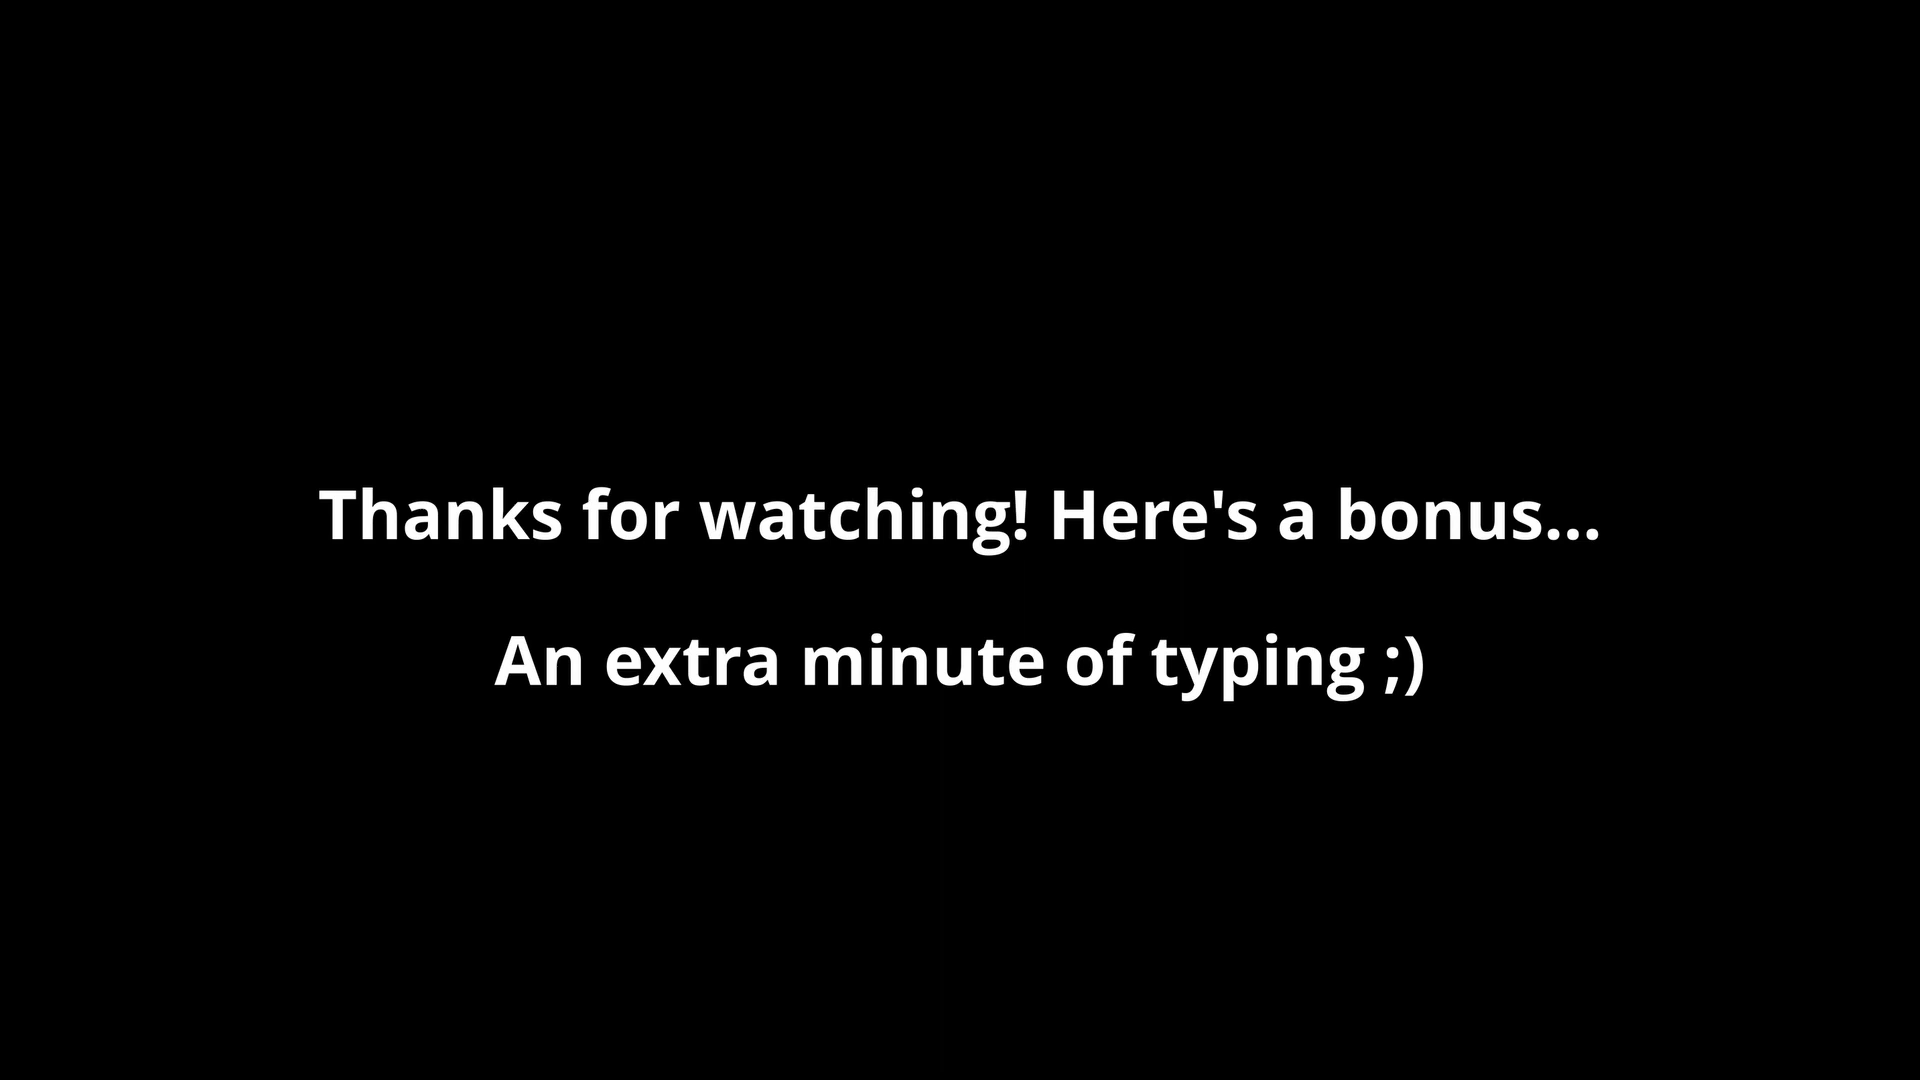 Thanks for watching! Here's a bonus...
An extra minute of typing ;)